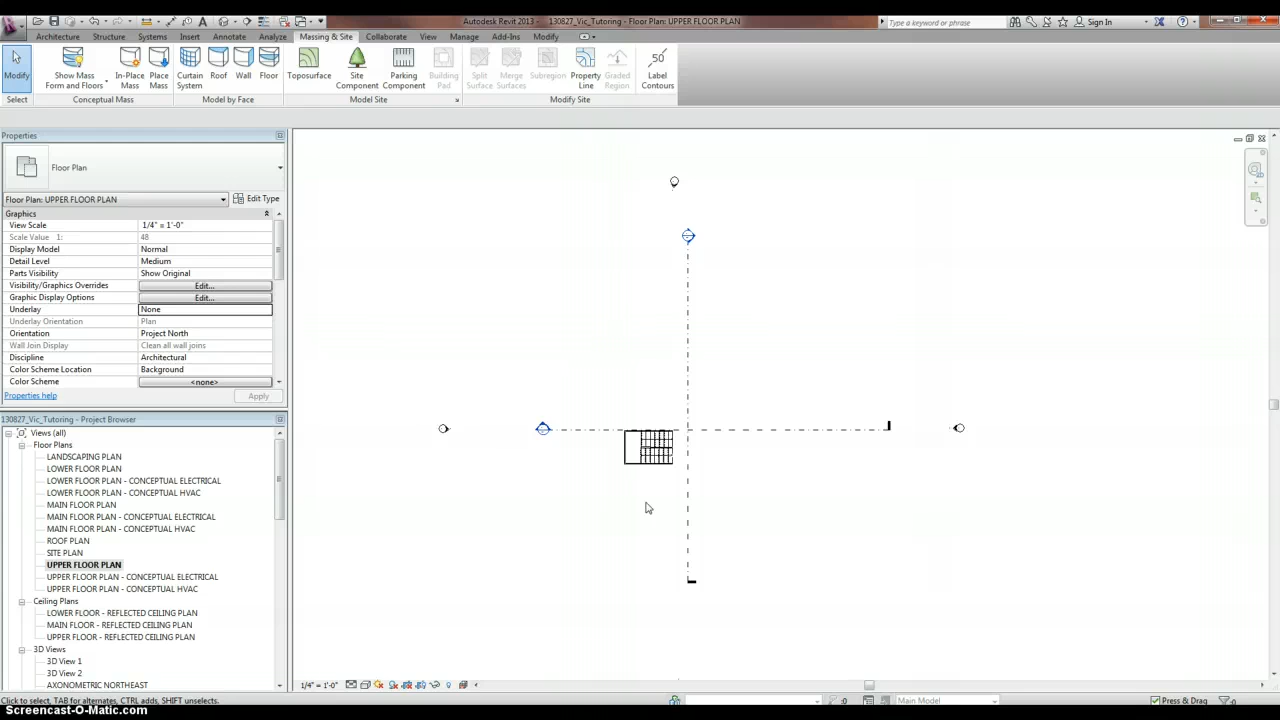 Autodesk Revit 2013 - 130827_Vic_Tutoring - Floor Plan: UPPER FLOOR PLAN
Type a keyword or phrase
Sign In
Architecture Structure Systems Insert Annotate Analyze Massing & Site Collaborate View Manage Add-Ins Modify
Modify
Show Mass Form and Floors
In-Place Mass
Place Mass
Curtain System
Roof
Wall
Floor
Toposurface
Site Component
Parking Component
Building Pad
Split Surface
Merge Surfaces
Subregion
Property Line
Graded Region
50
Label Contours
Select
Conceptual Mass
Model by Face
Model Site
Modify Site
Properties
Floor Plan
Floor Plan: UPPER FLOOR PLAN
Edit Type
Graphics
View Scale 1/4" = 1'-0"
Scale Value 1: 48
Display Model Normal
Detail Level Medium
Parts Visibility Show Original
Visibility/Graphics Overrides Edit...
Graphic Display Options Edit...
Underlay None
Underlay Orientation Plan
Orientation Project North
Wall Join Display Clean all wall joins
Discipline Architectural
Color Scheme Location Background
Color Scheme <none>
Properties help
Apply
130827_Vic_Tutoring - Project Browser
Views (all)
Floor Plans
LANDSCAPING PLAN
LOWER FLOOR PLAN
LOWER FLOOR PLAN - CONCEPTUAL ELECTRICAL
LOWER FLOOR PLAN - CONCEPTUAL HVAC
MAIN FLOOR PLAN
MAIN FLOOR PLAN - CONCEPTUAL ELECTRICAL
MAIN FLOOR PLAN - CONCEPTUAL HVAC
ROOF PLAN
SITE PLAN
UPPER FLOOR PLAN
UPPER FLOOR PLAN - CONCEPTUAL ELECTRICAL
UPPER FLOOR PLAN - CONCEPTUAL HVAC
Ceiling Plans
LOWER FLOOR - REFLECTED CEILING PLAN
MAIN FLOOR - REFLECTED CEILING PLAN
UPPER FLOOR - REFLECTED CEILING PLAN
3D Views
3D View 1
3D View 2
AXONOMETRIC NORTHEAST
1/4" = 1'-0"
Click to select, TAB for alternates, CTRL adds, SHIFT unselects.
:0
Main Model
Press & Drag
:0
Screencast-O-Matic.com